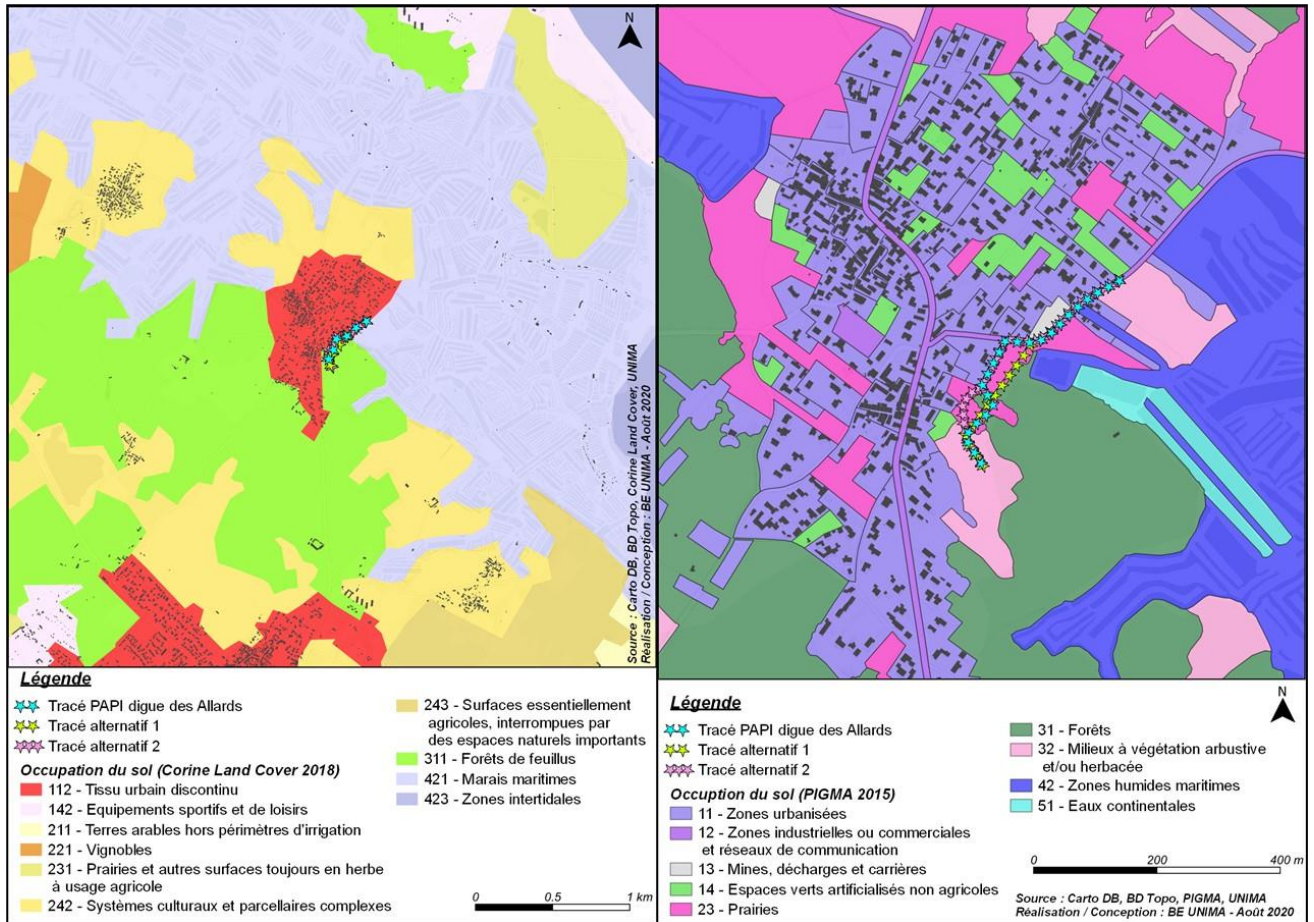 N
Source : Carto DB, BD Topo, Corine Land Cover, UNIMA
Réalisation / Conception : BE UNIMA - Août 2020
Légende
Tracé PAPI digue des Allards
Tracé alternatif 1
Tracé alternatif 2
Occupation du sol (Corine Land Cover 2018)
112 - Tissu urbain discontinu
142 - Equipements sportifs et de loisirs
211 - Terres arables hors périmètres d'irrigation
221 - Vignobles
231 - Prairies et autres surfaces toujours en herbe
à usage agricole
242 - Systèmes culturaux et parcellaires complexes
243 - Surfaces essentiellement
agricoles, interrompues par
des espaces naturels importants
311 - Forêts de feuillus
421 - Marais maritimes
423 - Zones intertidales
0 0.5 1 km
N
Légende
Tracé PAPI digue des Allards
Tracé alternatif 1
Tracé alternatif 2
Occuption du sol (PIGMA 2015)
11 - Zones urbanisées
12 - Zones industrielles ou commerciales
et réseaux de communication
13 - Mines, décharges et carrières
14 - Espaces verts artificialisés non agricoles
23 - Prairies
31 - Forêts
32 - Milieux à végétation arbustive
et/ou herbacée
42 - Zones humides maritimes
51 - Eaux continentales
N
0 200 400 m
Source : Carto DB, BD Topo, PIGMA, UNIMA
Réalisation / Conception : BE UNIMA - Août 2020